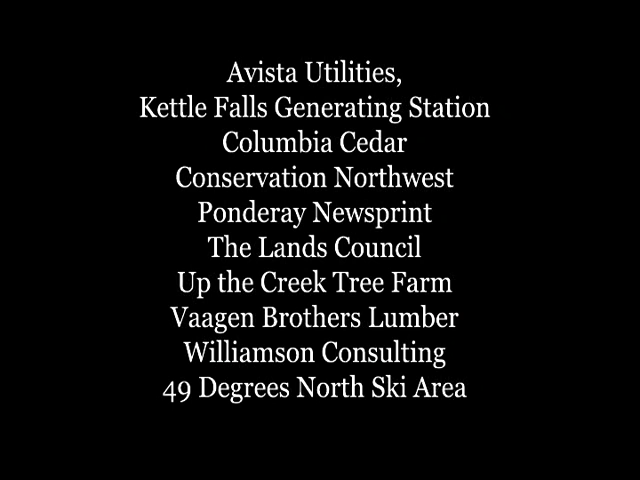 Avista Utilities,
Kettle Falls Generating Station
Columbia Cedar
Conservation Northwest
Ponderay Newsprint
The Lands Council
Up the Creek Tree Farm
Vaagen Brothers Lumber
Williamson Consulting
49 Degrees North Ski Area